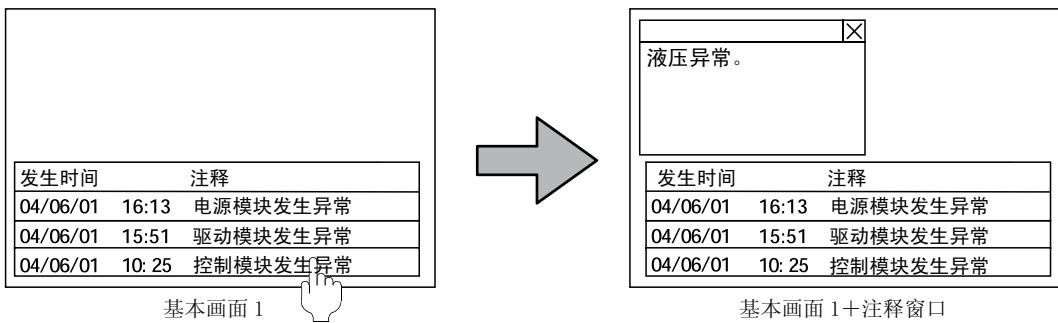 发生时间 注释
04/06/01 16:13 电源模块发生异常
04/06/01 15:51 驱动模块发生异常
04/06/01 10:25 控制模块发生异常
基本画面 1
液压异常。
发生时间 注释
04/06/01 16:13 电源模块发生异常
04/06/01 15:51 驱动模块发生异常
04/06/01 10:25 控制模块发生异常
基本画面 1+注释窗口